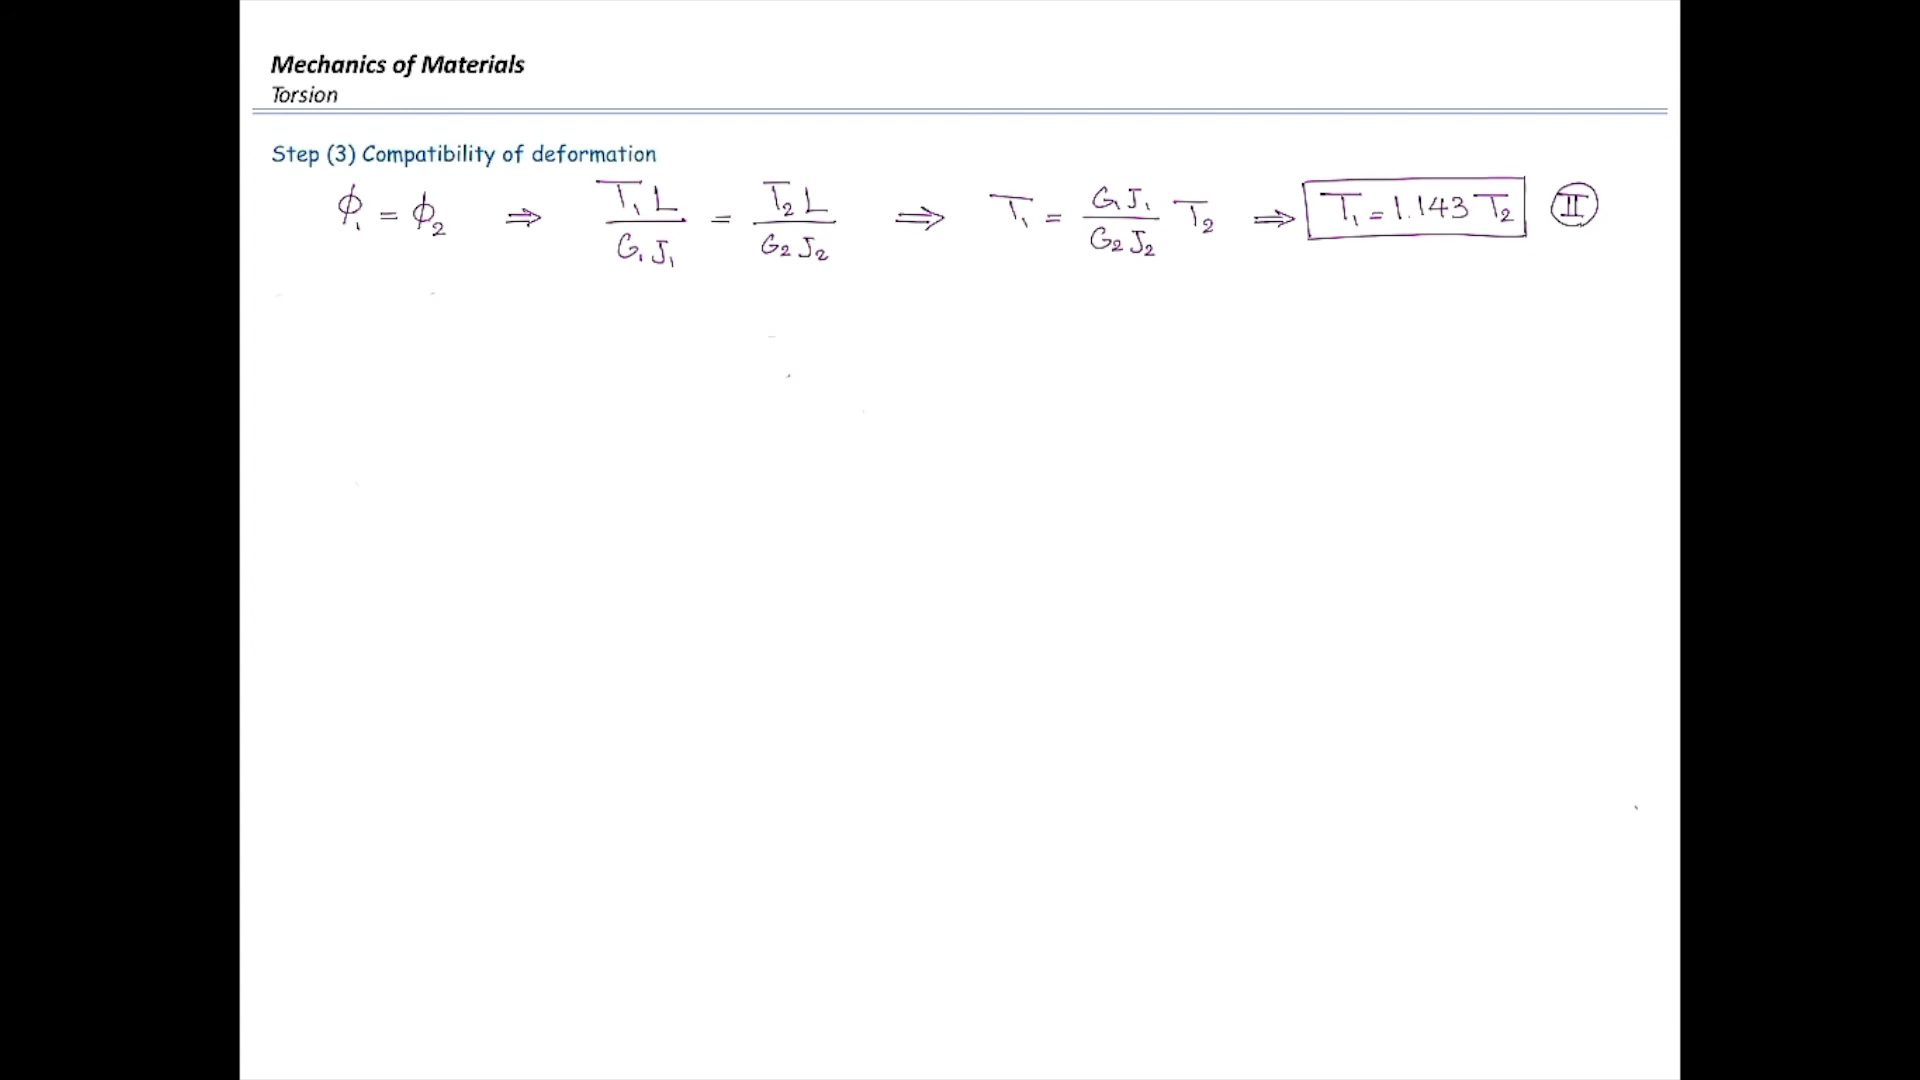 Mechanics of Materials
Torsion
Step (3) Compatibility of deformation
ϕ₁ = ϕ₂ ⇒ T₁L / G₁J₁ = T₂L / G₂J₂ ⇒ T₁ = G₁J₁ / G₂J₂ T₂ ⇒ T₁ = 1.143 T₂ II